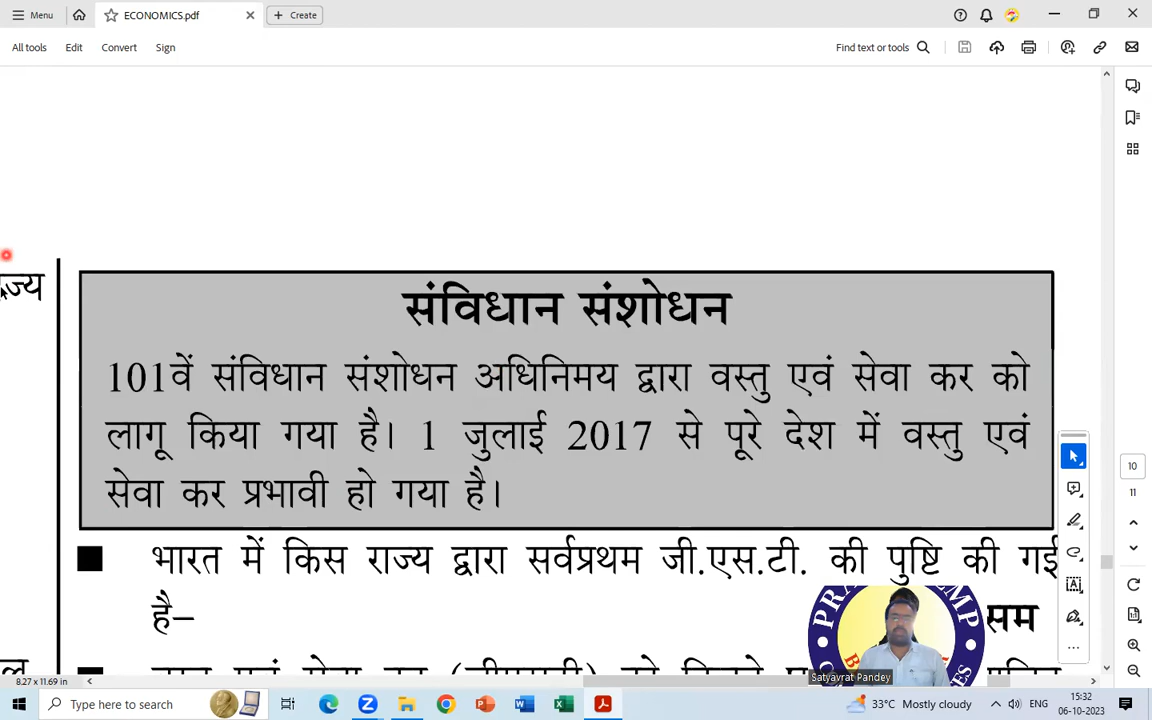 Menu
ECONOMICS.pdf
Create
All tools
Edit
Convert
Sign
Find text or tools
संविधान संशोधन
101वें संविधान संशोधन अधिनिमय द्वारा वस्तु एवं सेवा कर को
लागू किया गया है। 1 जुलाई 2017 से पूरे देश में वस्तु एवं
सेवा कर प्रभावी हो गया है।
भारत में किस राज्य द्वारा सर्वप्रथम जी.एस.टी. की पुष्टि की गई
है–
10
11
Satyavrat Pandey
8.27 x 11.69 in
Type here to search
33°C Mostly cloudy
ENG
15:32
06-10-2023